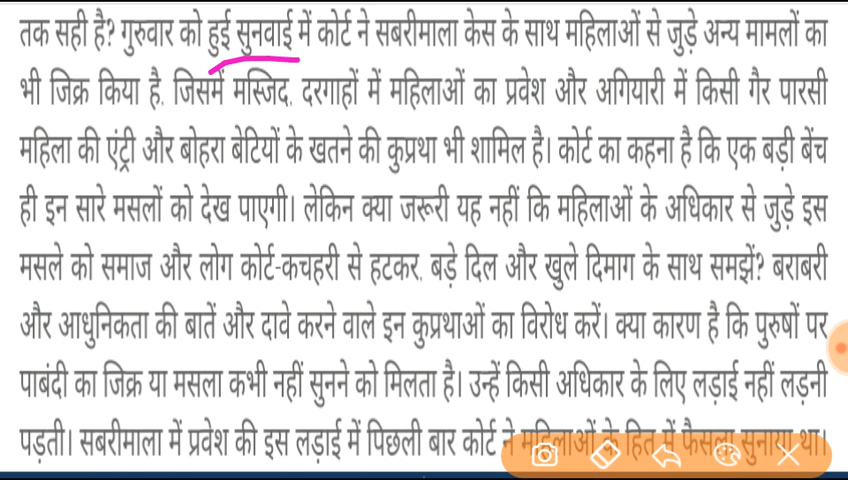 तक सही है? गुरुवार को हुई सुनवाई में कोर्ट ने सबरीमाला केस के साथ महिलाओं से जुड़े अन्य मामलों का
भी जिक्र किया है, जिसमें मस्जिद, दरगाहों में महिलाओं का प्रवेश और अगियारी में किसी गैर पारसी
महिला की एंट्री और बोहरा बेटियों के खतने की कुप्रथा भी शामिल है। कोर्ट का कहना है कि एक बड़ी बेंच
ही इन सारे मसलों को देख पाएगी। लेकिन क्या जरूरी यह नहीं कि महिलाओं के अधिकार से जुड़े इस
मसले को समाज और लोग कोर्ट-कचहरी से हटकर, बड़े दिल और खुले दिमाग के साथ समझें? बराबरी
और आधुनिकता की बातें और दावे करने वाले इन कुप्रथाओं का विरोध करें। क्या कारण है कि पुरुषों पर
पाबंदी का जिक्र या मसला कभी नहीं सुनने को मिलता है। उन्हें किसी अधिकार के लिए लड़ाई नहीं लड़नी
पड़ती। सबरीमाला में प्रवेश की इस लड़ाई में पिछली बार कोर्ट ने महिलाओं के हित में फैसला सुनाया था।